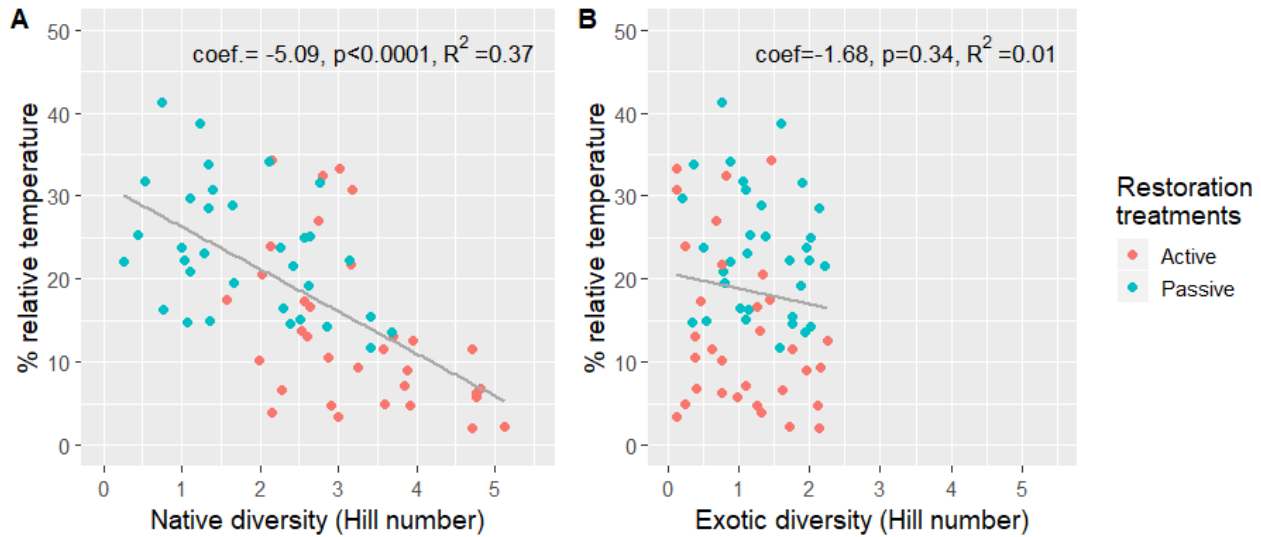 A
coef.= -5.09, p<0.0001, R² =0.37
% relative temperature
50
40
30
20
10
0
0 1 2 3 4 5
Native diversity (Hill number)
B
coef=-1.68, p=0.34, R² =0.01
% relative temperature
50
40
30
20
10
0
0 1 2 3 4 5
Exotic diversity (Hill number)
Restoration
treatments
Active
Passive